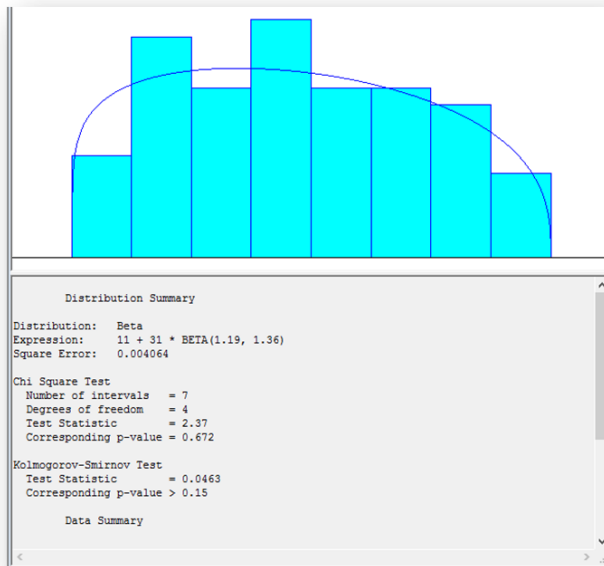 Distribution Summary
Distribution: Beta
Expression: 11 + 31 * BETA(1.19, 1.36)
Square Error: 0.004064
Chi Square Test
Number of intervals = 7
Degrees of freedom = 4
Test Statistic = 2.37
Corresponding p-value = 0.672
Kolmogorov-Smirnov Test
Test Statistic = 0.0463
Corresponding p-value > 0.15
Data Summary